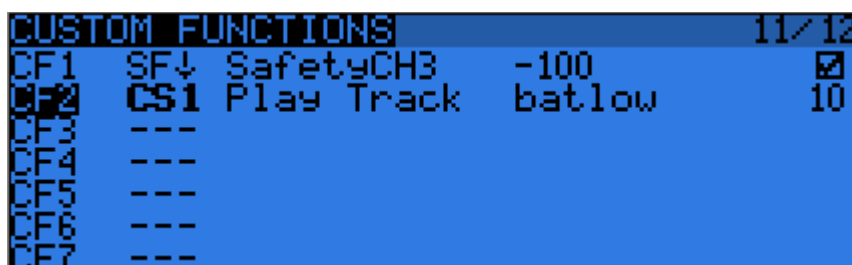 CUSTOM FUNCTIONS 11/12
CF1 SF↓ SafetyCH3 -100 ☑
CF2 CS1 Play Track batlow 10
CF3 ---
CF4 ---
CF5 ---
CF6 ---
CF7 ---